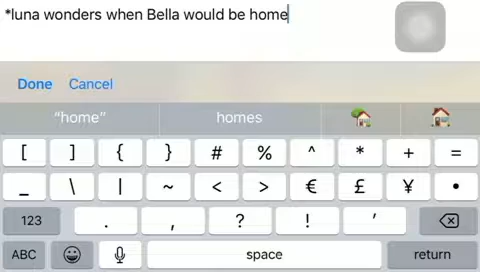 *luna wonders when Bella would be home
Done Cancel
"home" homes
[ ] { } # % ^ * + =
_ \ | ~ < > € £ ¥ •
123 . , ? ! ’
ABC space return